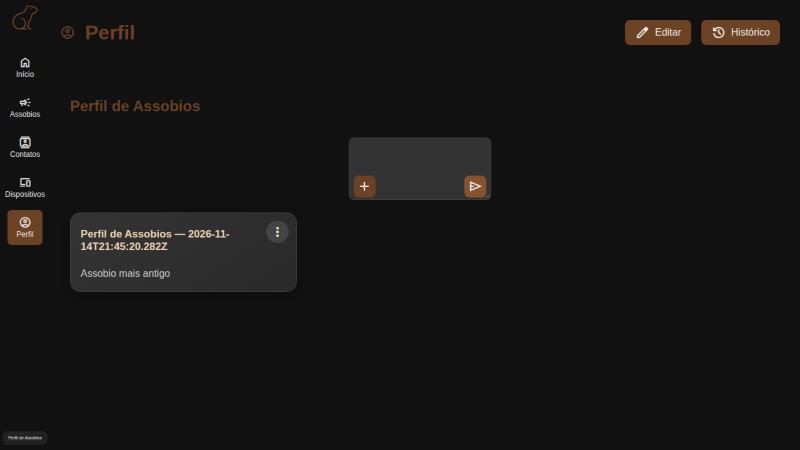 Perfil
Editar
Histórico
Início
Assobios
Contatos
Dispositivos
Perfil
Perfil de Assobios
Perfil de Assobios — 2026-11-
14T21:45:20.282Z
Assobio mais antigo
Perfil de Assobios